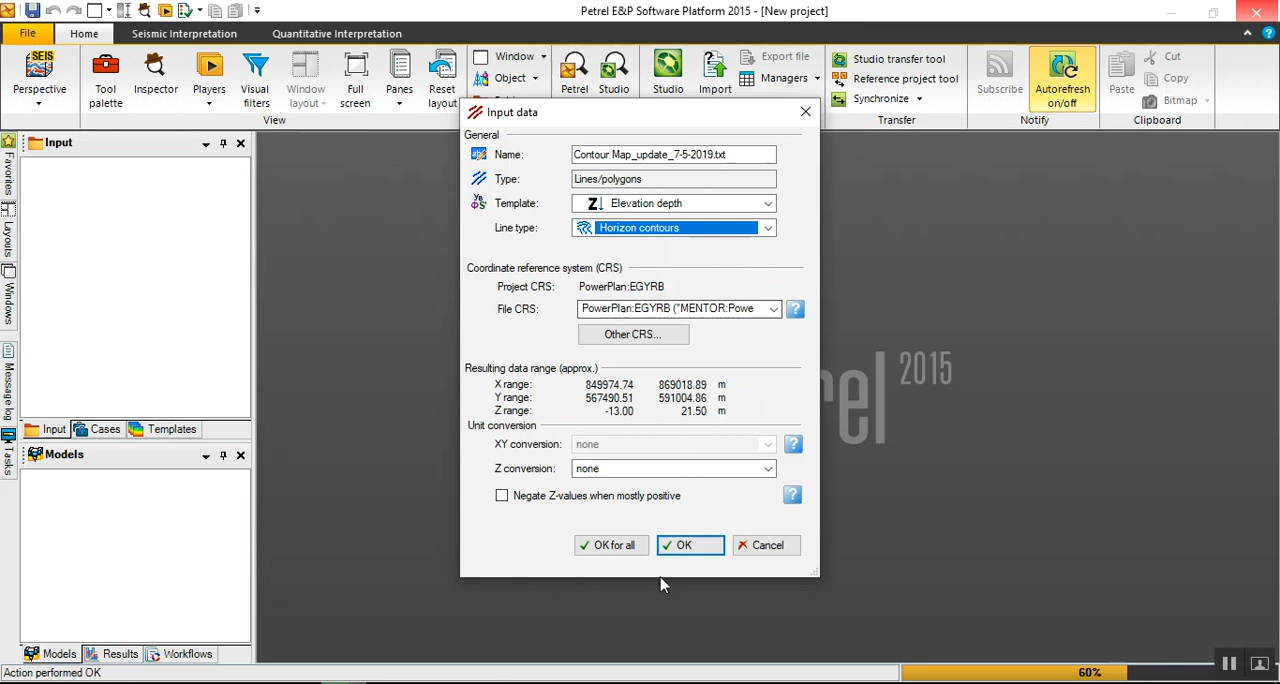 Petrel E&P Software Platform 2015 - [New project]
File
Home
Seismic Interpretation
Quantitative Interpretation
SEIS
Perspective
Tool palette
Inspector
Players
Visual filters
Window layout
Full screen
Panes
Reset layout
View
Window
Object
Petrel
Studio
Studio
Import
Export file
Managers
Studio transfer tool
Reference project tool
Synchronize
Transfer
Subscribe
Autorefresh on/off
Notify
Paste
Cut
Copy
Bitmap
Clipboard
Favorites
Layouts
Windows
Message log
Tasks
Input
Input
Cases
Templates
Models
Models
Results
Workflows
Input data
General
Name: Contour Map_update_7-5-2019.txt
Type: Lines/polygons
Template: Elevation depth
Line type: Horizon contours
Coordinate reference system (CRS)
Project CRS: PowerPlan:EGYRB
File CRS: PowerPlan:EGYRB ("MENTOR:Powe
Other CRS...
Resulting data range (approx.)
X range: 849974.74 869018.89 m
Y range: 567490.51 591004.86 m
Z range: -13.00 21.50 m
Unit conversion
XY conversion: none
Z conversion: none
Negate Z-values when mostly positive
OK for all
OK
Cancel
rel 2015
Action performed OK
60%